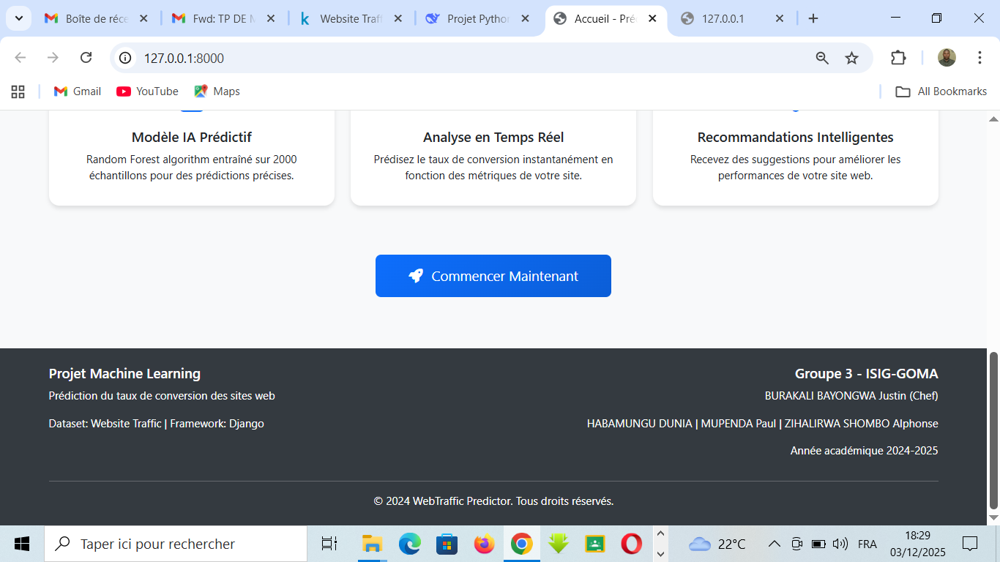 Boîte de réce
Fwd: TP DE M
Website Traff
Projet Python
Accueil - Pré
127.0.0.1
127.0.0.1:8000
Gmail
YouTube
Maps
All Bookmarks
Modèle IA Prédictif
Random Forest algorithm entraîné sur 2000
échantillons pour des prédictions précises.
Analyse en Temps Réel
Prédisez le taux de conversion instantanément en
fonction des métriques de votre site.
Recommandations Intelligentes
Recevez des suggestions pour améliorer les
performances de votre site web.
Commencer Maintenant
Projet Machine Learning
Prédiction du taux de conversion des sites web
Dataset: Website Traffic | Framework: Django
Groupe 3 - ISIG-GOMA
BURAKALI BAYONGWA Justin (Chef)
HABAMUNGU DUNIA | MUPENDA Paul | ZIHALIRWA SHOMBO Alphonse
Année académique 2024-2025
© 2024 WebTraffic Predictor. Tous droits réservés.
Taper ici pour rechercher
22°C
FRA
18:29
03/12/2025